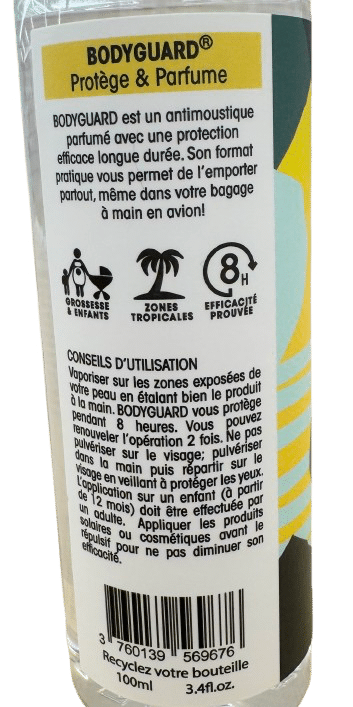 BODYGUARD®
Protège & Parfume
BODYGUARD est un antimoustique
parfumé avec une protection
efficace longue durée. Son format
pratique vous permet de l'emporter
partout, même dans votre bagage
à main en avion!
8H
GROSSESSE
& ENFANTS
ZONES
TROPICALES
EFFICACITÉ
PROUVÉE
CONSEILS D'UTILISATION
Vaporiser sur les zones exposées de
votre peau en étalant bien le produit
à la main. BODYGUARD vous protège
pendant 8 heures. Vous pouvez
renouveler l'opération 2 fois. Ne pas
pulvériser sur le visage; pulvériser
dans la main puis répartir sur le
visage en veillant à protéger les yeux.
L'application sur un enfant (à partir
de 12 mois) doit être effectuée par
un adulte. Appliquer les produits
solaires ou cosmétiques avant le
répulsif pour ne pas diminuer son
efficacité.
3 760139 569676
Recyclez votre bouteille
100ml 3.4fl.oz.